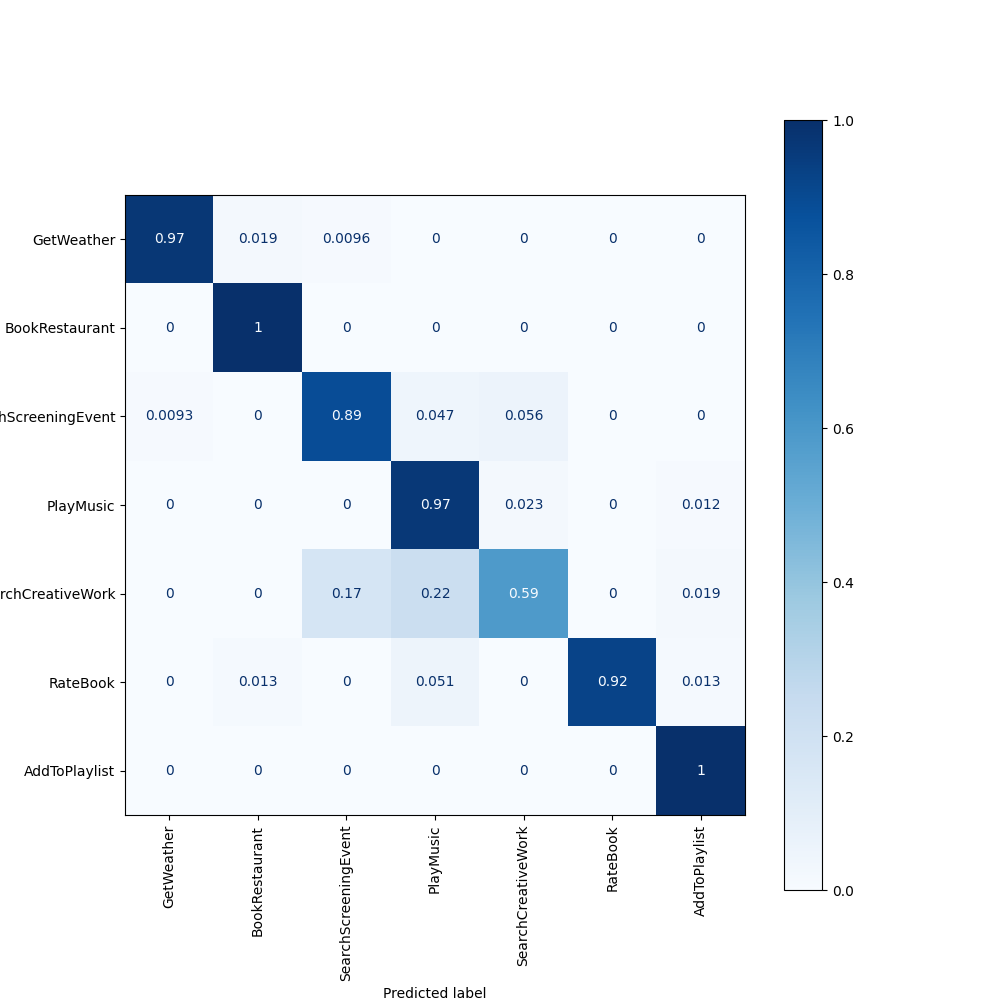 1.0
GetWeather 0.97 0.019 0.0096 0 0 0 0
0.8
BookRestaurant 0 1 0 0 0 0 0
hScreeningEvent 0.0093 0 0.89 0.047 0.056 0 0
0.6
PlayMusic 0 0 0 0.97 0.023 0 0.012
0.4
rchCreativeWork 0 0 0.17 0.22 0.59 0 0.019
RateBook 0 0.013 0 0.051 0 0.92 0.013
0.2
AddToPlaylist 0 0 0 0 0 0 1
0.0
GetWeather
BookRestaurant
SearchScreeningEvent
PlayMusic
SearchCreativeWork
RateBook
AddToPlaylist
Predicted label